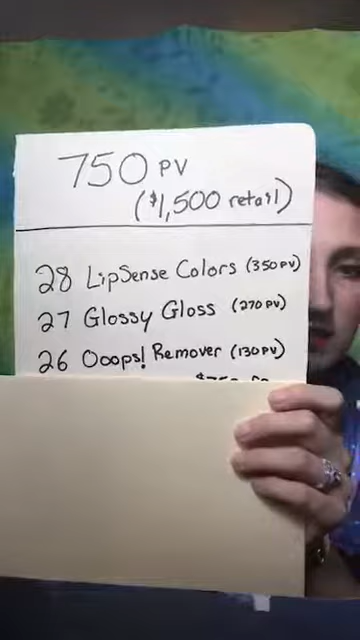 750 PV
($1,500 retail)
28 LipSense Colors (350 PV)
27 Glossy Gloss (270 PV)
26 Ooops! Remover (130 PV)